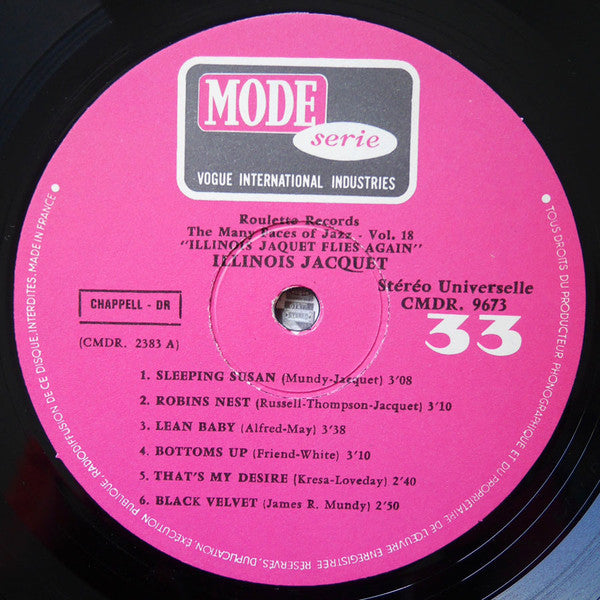 MODE
serie
VOGUE INTERNATIONAL INDUSTRIES
Roulette Records
The Many Faces of Jazz - Vol. 18
"ILLINOIS JAQUET FLIES AGAIN"
ILLINOIS JACQUET
Stéréo Universelle
CMDR. 9673
CHAPPELL - DR
33
(CMDR. 2383 A)
1. SLEEPING SUSAN (Mundy-Jacquet) 3'08
2. ROBINS NEST (Russell-Thompson-Jacquet) 3'10
3. LEAN BABY (Alfred-May) 3'38
4. BOTTOMS UP (Friend-White) 3'10
5. THAT'S MY DESIRE (Kresa-Loveday) 2'40
6. BLACK VELVET (James R. Mundy) 2'50
TOUS DROITS DU PRODUCTEUR PHONOGRAPHIQUE ET DU PROPRIETAIRE DE L'ŒUVRE ENREGISTREE RESERVES. DUPLICATION EXECUTION PUBLIQUE RADIODIFFUSION DE CE DISQUE INTERDITES. MADE IN FRANCE